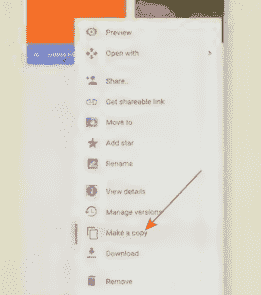 Preview
Open with
Share...
Get shareable link
Move to
Add star
Rename
View details
Manage versions
Make a copy
Download
Remove